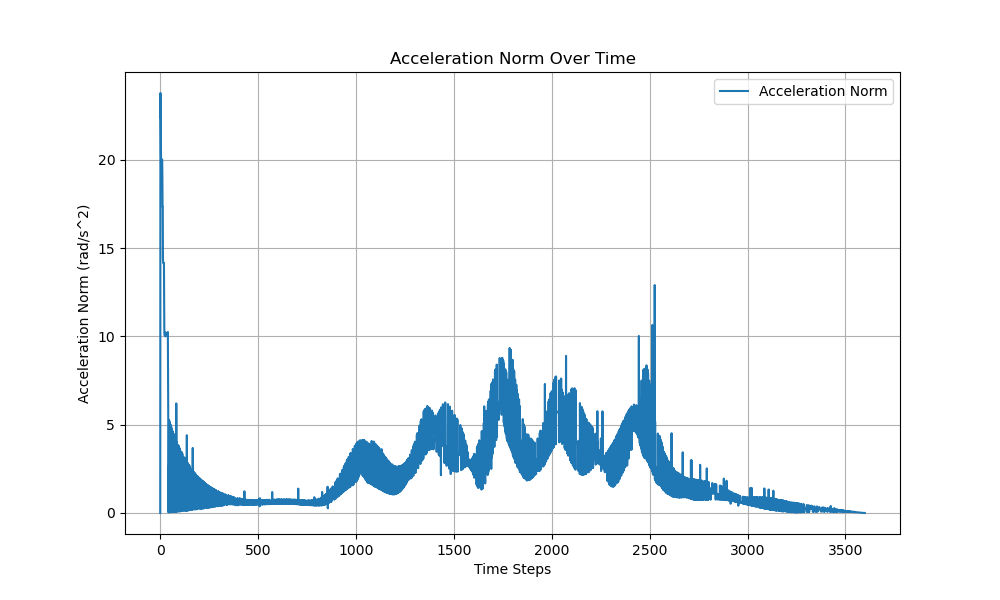 Acceleration Norm Over Time
Acceleration Norm
Acceleration Norm (rad/s^2)
20
15
10
5
0
0 500 1000 1500 2000 2500 3000 3500
Time Steps